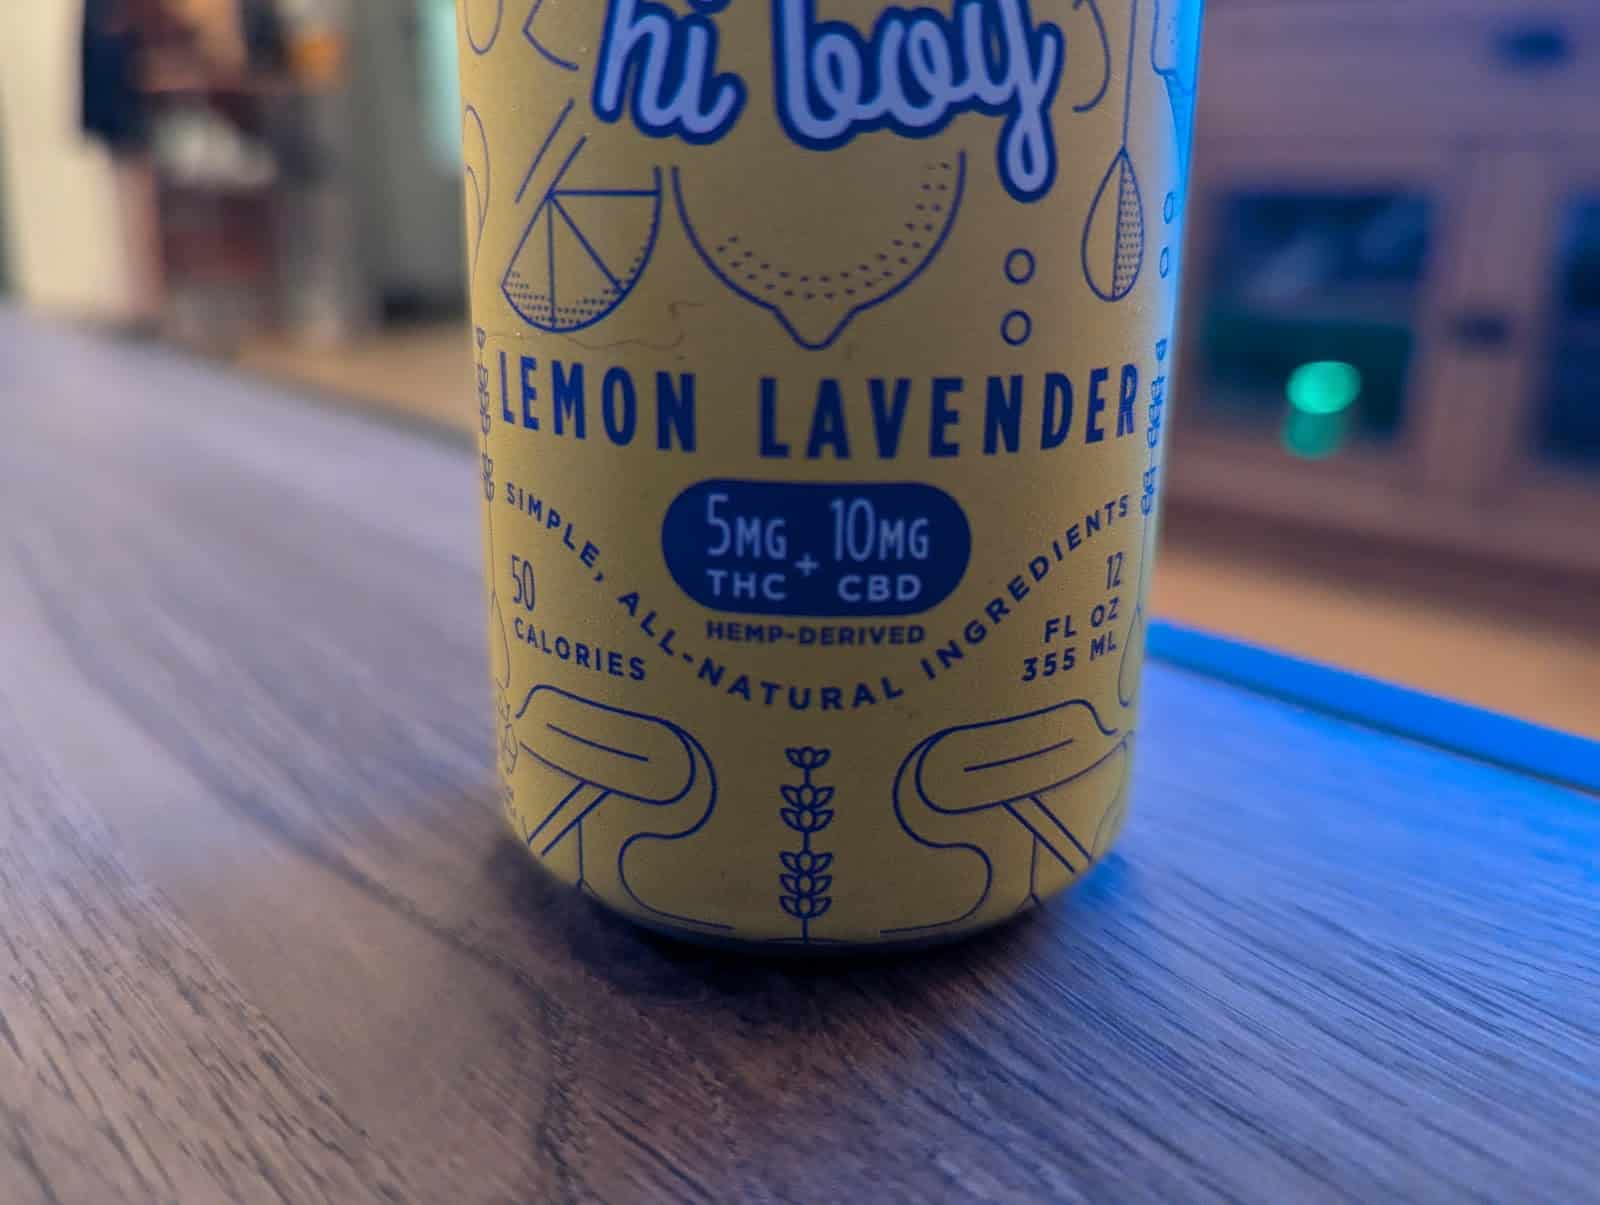 hi boy
LEMON LAVENDER
5MG THC + 10MG CBD
HEMP-DERIVED
SIMPLE, ALL-NATURAL INGREDIENTS
50
CALORIES
12
FL OZ
355 ML